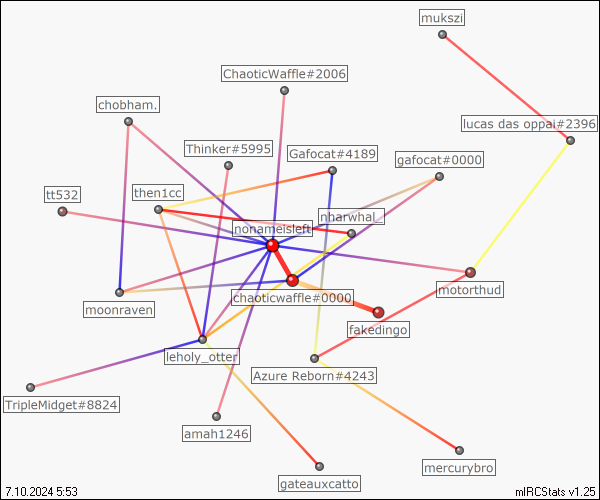 mukszi
ChaoticWaffle#2006
chobham.
lucas das oppai#2396
Thinker#5995
Gafocat#4189
gafocat#0000
tt532
then1cc
nharwhal_
nonameisleft
moonraven
chaoticwaffle#0000
motorthud
fakedingo
leholy_otter
Azure Reborn#4243
TripleMidget#8824
amah1246
mercurybro
gateauxcatto
7.10.2024 5:53
mIRCStats v1.25